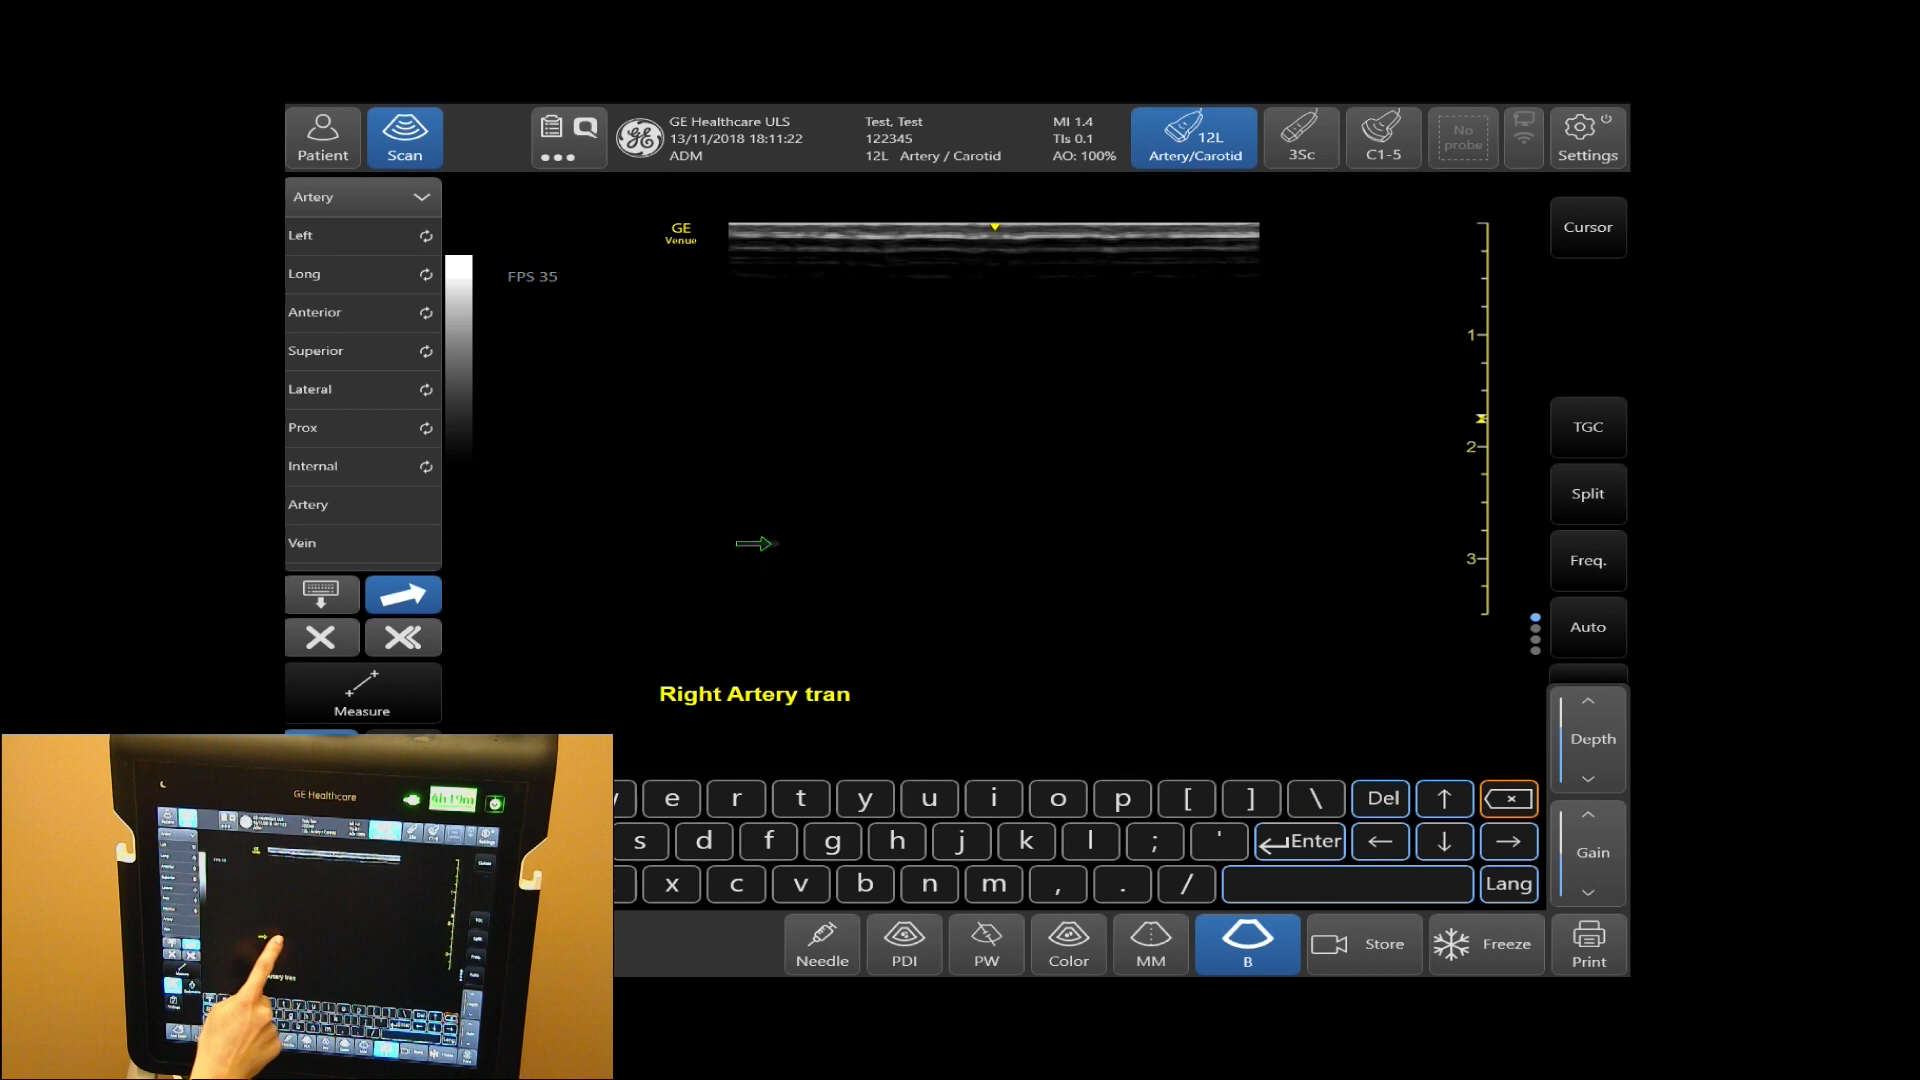 Patient
Scan
GE Healthcare ULS
13/11/2018 18:11:22
ADM
Test, Test
122345
12L Artery / Carotid
MI 1.4
TIs 0.1
AO: 100%
12L
Artery/Carotid
3Sc
C1-5
No
probe
Settings
Artery
Left
Long
Anterior
Superior
Lateral
Prox
Internal
Artery
Vein
Measure
FPS 35
GE
Venue
1
2
3
Cursor
TGC
Split
Freq.
Auto
Depth
Gain
Right Artery tran
e r t y u i o p [ ] \ Del ↑
s d f g h j k l ; ' Enter ← ↓ →
x c v b n m , . / Lang
Needle
PDI
PW
Color
MM
B
Store
Freeze
Print
GE Healthcare
4h19m